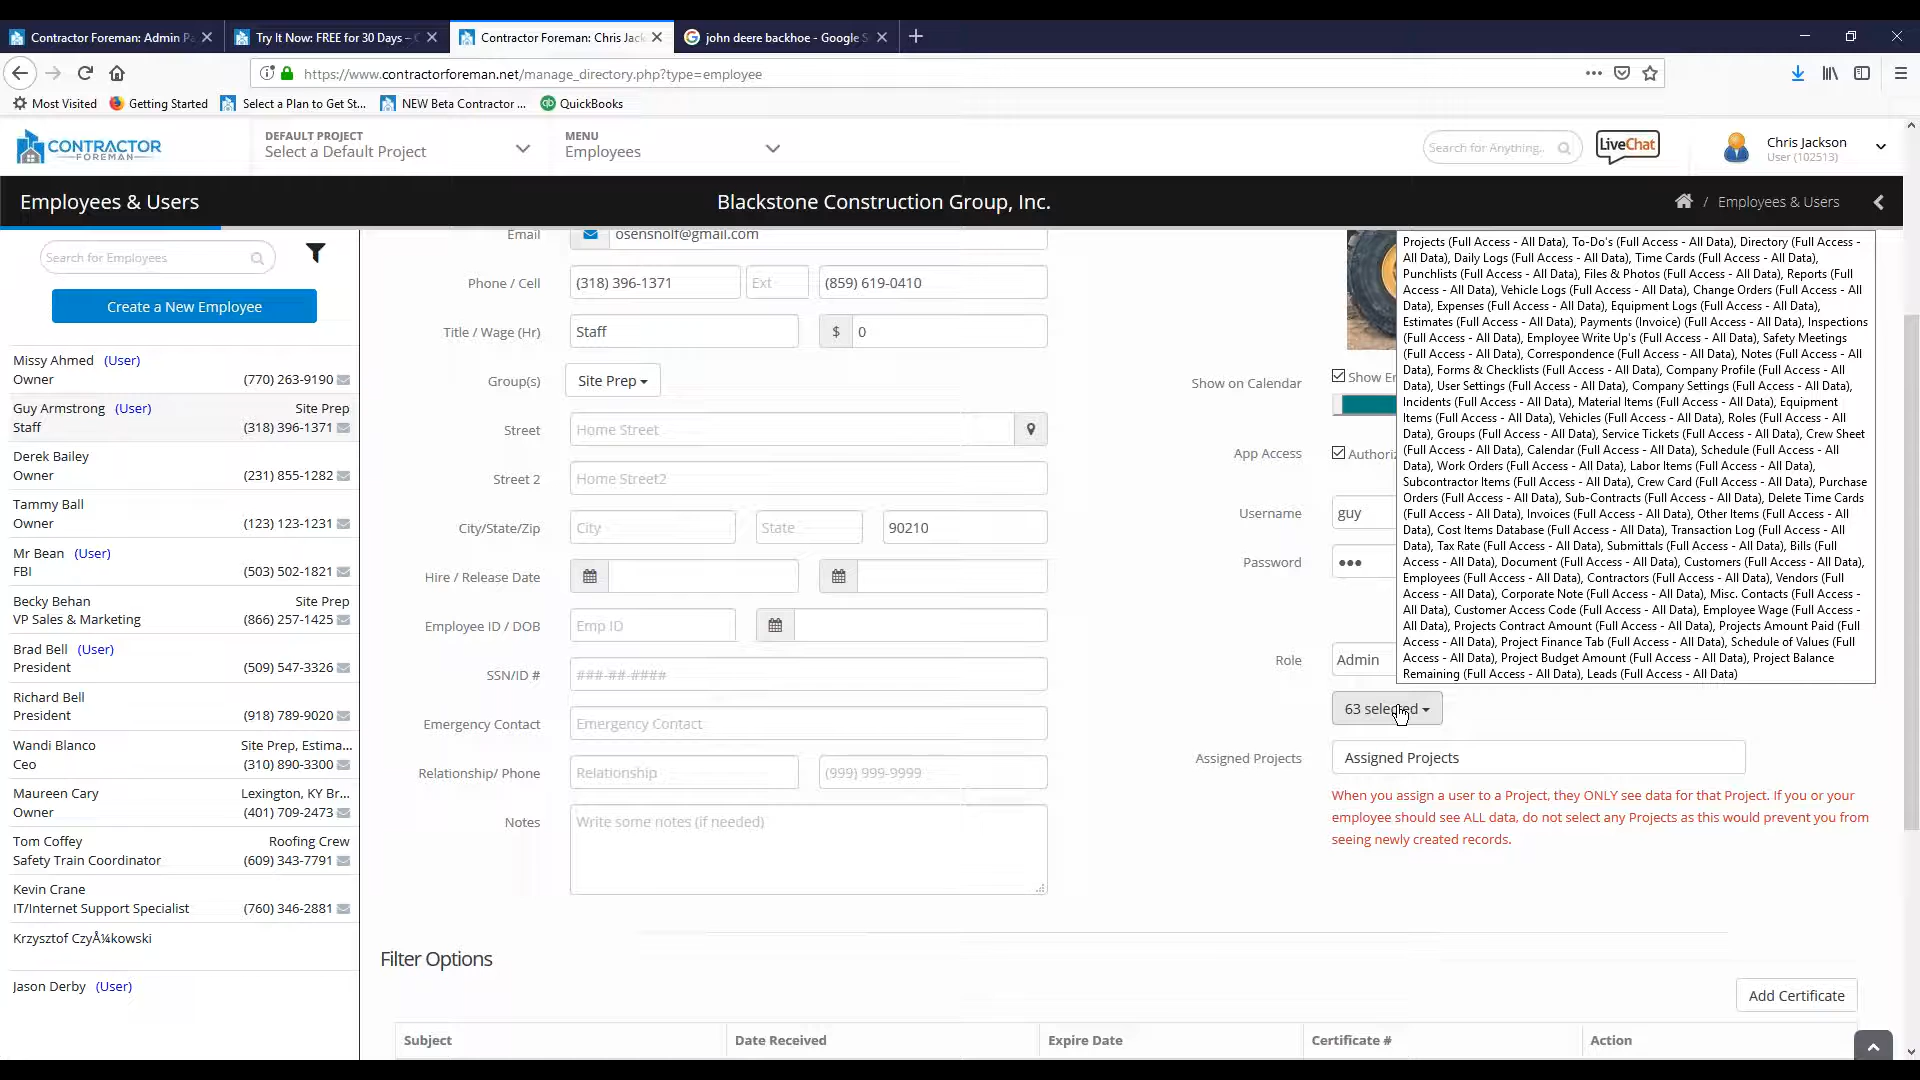 Contractor Foreman: Admin Pa
Try It Now: FREE for 30 Days – C
Contractor Foreman: Chris Jack
john deere backhoe - Google S
https://www.contractorforeman.net/manage_directory.php?type=employee
Most Visited
Getting Started
Select a Plan to Get St...
NEW Beta Contractor ...
QuickBooks
CONTRACTOR
FOREMAN
DEFAULT PROJECT
Select a Default Project
MENU
Employees
Search for Anything..
LiveChat
Chris Jackson
User (102513)
Employees & Users
Blackstone Construction Group, Inc.
/ Employees & Users
Search for Employees
Create a New Employee
Missy Ahmed (User)
Owner (770) 263-9190
Guy Armstrong (User) Site Prep
Staff (318) 396-1371
Derek Bailey
Owner (231) 855-1282
Tammy Ball
Owner (123) 123-1231
Mr Bean (User)
FBI (503) 502-1821
Becky Behan Site Prep
VP Sales & Marketing (866) 257-1425
Brad Bell (User)
President (509) 547-3326
Richard Bell
President (918) 789-9020
Wandi Blanco Site Prep, Estima...
Ceo (310) 890-3300
Maureen Cary Lexington, KY Br...
Owner (401) 709-2473
Tom Coffey Roofing Crew
Safety Train Coordinator (609) 343-7791
Kevin Crane
IT/Internet Support Specialist (760) 346-2881
Krzysztof CzyÅ¼kowski
Jason Derby (User)
Email osensnolf@gmail.com
Phone / Cell (318) 396-1371 Ext (859) 619-0410
Title / Wage (Hr) Staff $ 0
Group(s) Site Prep
Street Home Street
Street 2 Home Street2
City/State/Zip City State 90210
Hire / Release Date
Employee ID / DOB Emp ID
SSN/ID # ###-##-####
Emergency Contact Emergency Contact
Relationship/ Phone Relationship (999) 999-9999
Notes Write some notes (if needed)
Show on Calendar Show En
App Access Authoriz
Username guy
Password •••
Role Admin
63 selected
Assigned Projects Assigned Projects
When you assign a user to a Project, they ONLY see data for that Project. If you or your
employee should see ALL data, do not select any Projects as this would prevent you from
seeing newly created records.
Projects (Full Access - All Data), To-Do's (Full Access - All Data), Directory (Full Access -
All Data), Daily Logs (Full Access - All Data), Time Cards (Full Access - All Data),
Punchlists (Full Access - All Data), Files & Photos (Full Access - All Data), Reports (Full
Access - All Data), Vehicle Logs (Full Access - All Data), Change Orders (Full Access - All
Data), Expenses (Full Access - All Data), Equipment Logs (Full Access - All Data),
Estimates (Full Access - All Data), Payments (Invoice) (Full Access - All Data), Inspections
(Full Access - All Data), Employee Write Up's (Full Access - All Data), Safety Meetings
(Full Access - All Data), Correspondence (Full Access - All Data), Notes (Full Access - All
Data), Forms & Checklists (Full Access - All Data), Company Profile (Full Access - All
Data), User Settings (Full Access - All Data), Company Settings (Full Access - All Data),
Incidents (Full Access - All Data), Material Items (Full Access - All Data), Equipment
Items (Full Access - All Data), Vehicles (Full Access - All Data), Roles (Full Access - All
Data), Groups (Full Access - All Data), Service Tickets (Full Access - All Data), Crew Sheet
(Full Access - All Data), Calendar (Full Access - All Data), Schedule (Full Access - All
Data), Work Orders (Full Access - All Data), Labor Items (Full Access - All Data),
Subcontractor Items (Full Access - All Data), Crew Card (Full Access - All Data), Purchase
Orders (Full Access - All Data), Sub-Contracts (Full Access - All Data), Delete Time Cards
(Full Access - All Data), Invoices (Full Access - All Data), Other Items (Full Access - All
Data), Cost Items Database (Full Access - All Data), Transaction Log (Full Access - All
Data), Tax Rate (Full Access - All Data), Submittals (Full Access - All Data), Bills (Full
Access - All Data), Document (Full Access - All Data), Customers (Full Access - All Data),
Employees (Full Access - All Data), Contractors (Full Access - All Data), Vendors (Full
Access - All Data), Corporate Note (Full Access - All Data), Misc. Contacts (Full Access -
All Data), Customer Access Code (Full Access - All Data), Employee Wage (Full Access -
All Data), Projects Contract Amount (Full Access - All Data), Projects Amount Paid (Full
Access - All Data), Project Finance Tab (Full Access - All Data), Schedule of Values (Full
Access - All Data), Project Budget Amount (Full Access - All Data), Project Balance
Remaining (Full Access - All Data), Leads (Full Access - All Data)
Filter Options
Add Certificate
Subject Date Received Expire Date Certificate # Action